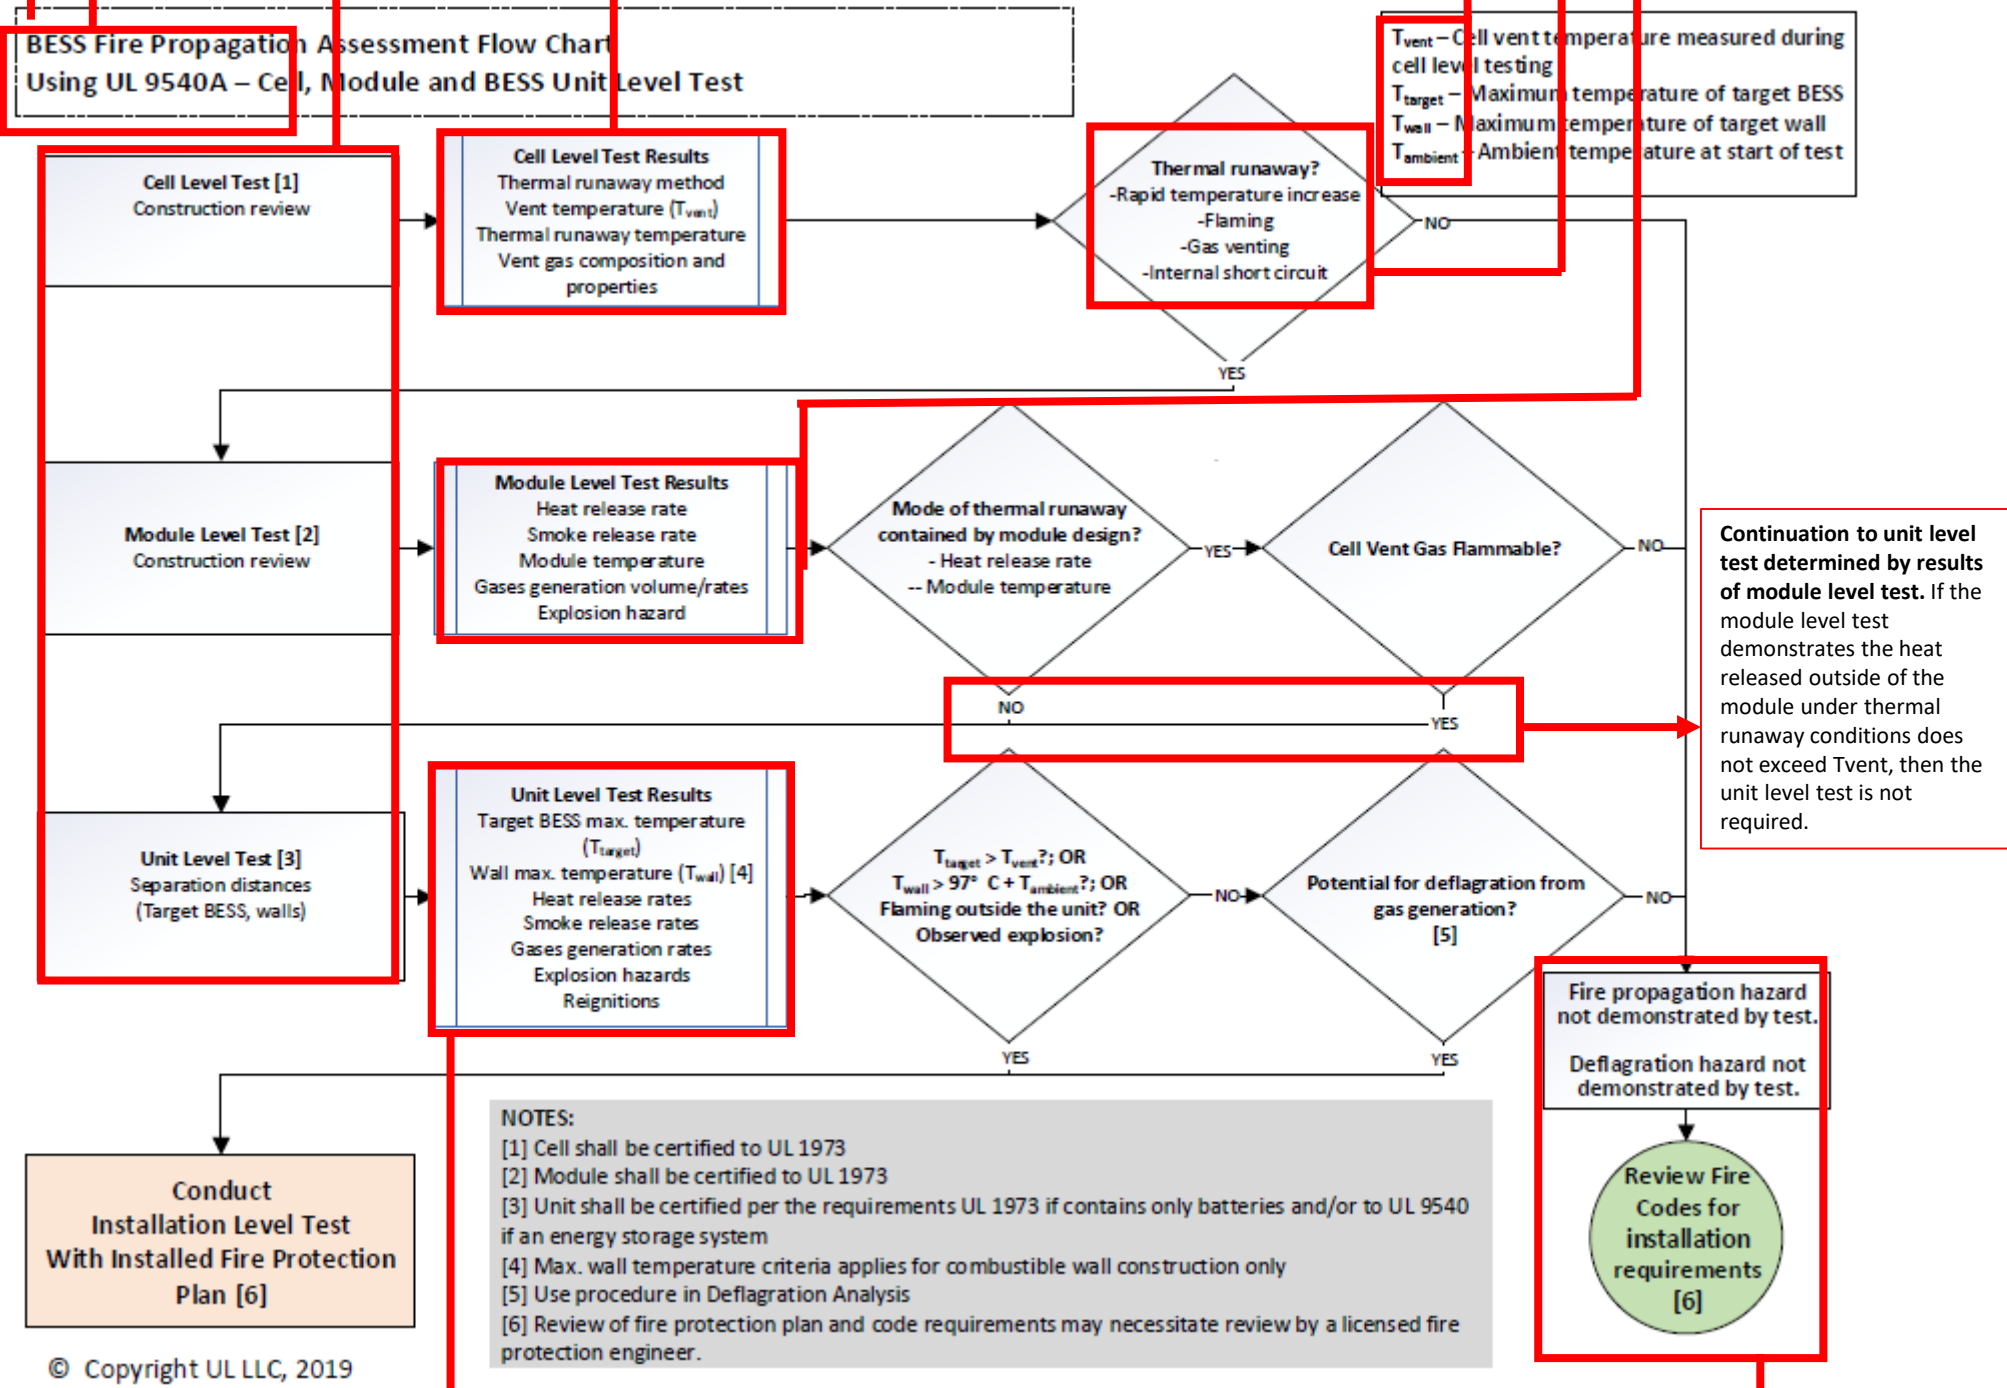 BESS Fire Propagation Assessment Flow Chart
Using UL 9540A – Cell, Module and BESS Unit Level Test
Tvent – Cell vent temperature measured during
cell level testing
Ttarget – Maximum temperature of target BESS
Twall – Maximum temperature of target wall
Tambient - Ambient temperature at start of test
Cell Level Test [1]
Construction review
Cell Level Test Results
Thermal runaway method
Vent temperature (Tvent)
Thermal runaway temperature
Vent gas composition and
properties
Thermal runaway?
-Rapid temperature increase
-Flaming
-Gas venting
-Internal short circuit
NO
YES
Module Level Test [2]
Construction review
Module Level Test Results
Heat release rate
Smoke release rate
Module temperature
Gases generation volume/rates
Explosion hazard
Mode of thermal runaway
contained by module design?
- Heat release rate
-- Module temperature
YES
Cell Vent Gas Flammable?
NO
NO
YES
Continuation to unit level
test determined by results
of module level test. If the
module level test
demonstrates the heat
released outside of the
module under thermal
runaway conditions does
not exceed Tvent, then the
unit level test is not
required.
Unit Level Test [3]
Separation distances
(Target BESS, walls)
Unit Level Test Results
Target BESS max. temperature
(Ttarget)
Wall max. temperature (Twall) [4]
Heat release rates
Smoke release rates
Gases generation rates
Explosion hazards
Reignitions
Ttarget > Tvent?; OR
Twall > 97° C + Tambient?; OR
Flaming outside the unit? OR
Observed explosion?
NO
Potential for deflagration from
gas generation?
[5]
NO
YES
YES
Fire propagation hazard
not demonstrated by test.
Deflagration hazard not
demonstrated by test.
Conduct
Installation Level Test
With Installed Fire Protection
Plan [6]
NOTES:
[1] Cell shall be certified to UL 1973
[2] Module shall be certified to UL 1973
[3] Unit shall be certified per the requirements UL 1973 if contains only batteries and/or to UL 9540
if an energy storage system
[4] Max. wall temperature criteria applies for combustible wall construction only
[5] Use procedure in Deflagration Analysis
[6] Review of fire protection plan and code requirements may necessitate review by a licensed fire
protection engineer.
Review Fire
Codes for
installation
requirements
[6]
© Copyright UL LLC, 2019